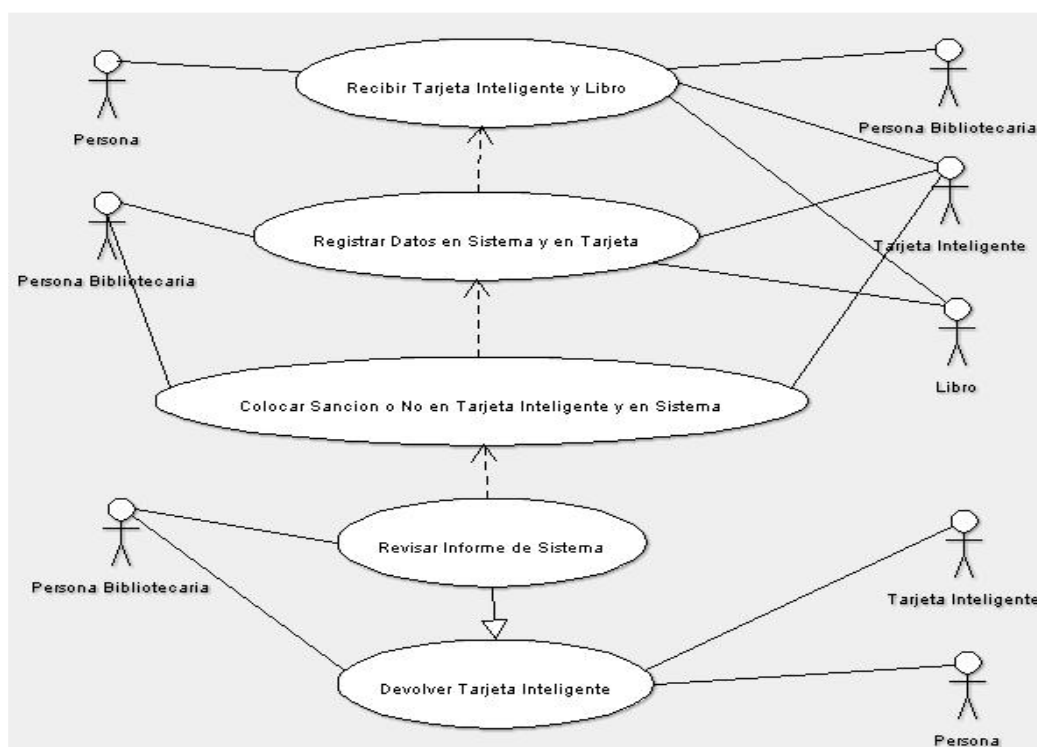 Recibir Tarjeta Inteligente y Libro
Persona
Persona Bibliotecaria
Registrar Datos en Sistema y en Tarjeta
Tarjeta Inteligente
Persona Bibliotecaria
Libro
Colocar Sancion o No en Tarjeta Inteligente y en Sistema
Revisar Informe de Sistema
Persona Bibliotecaria
Tarjeta Inteligente
Devolver Tarjeta Inteligente
Persona